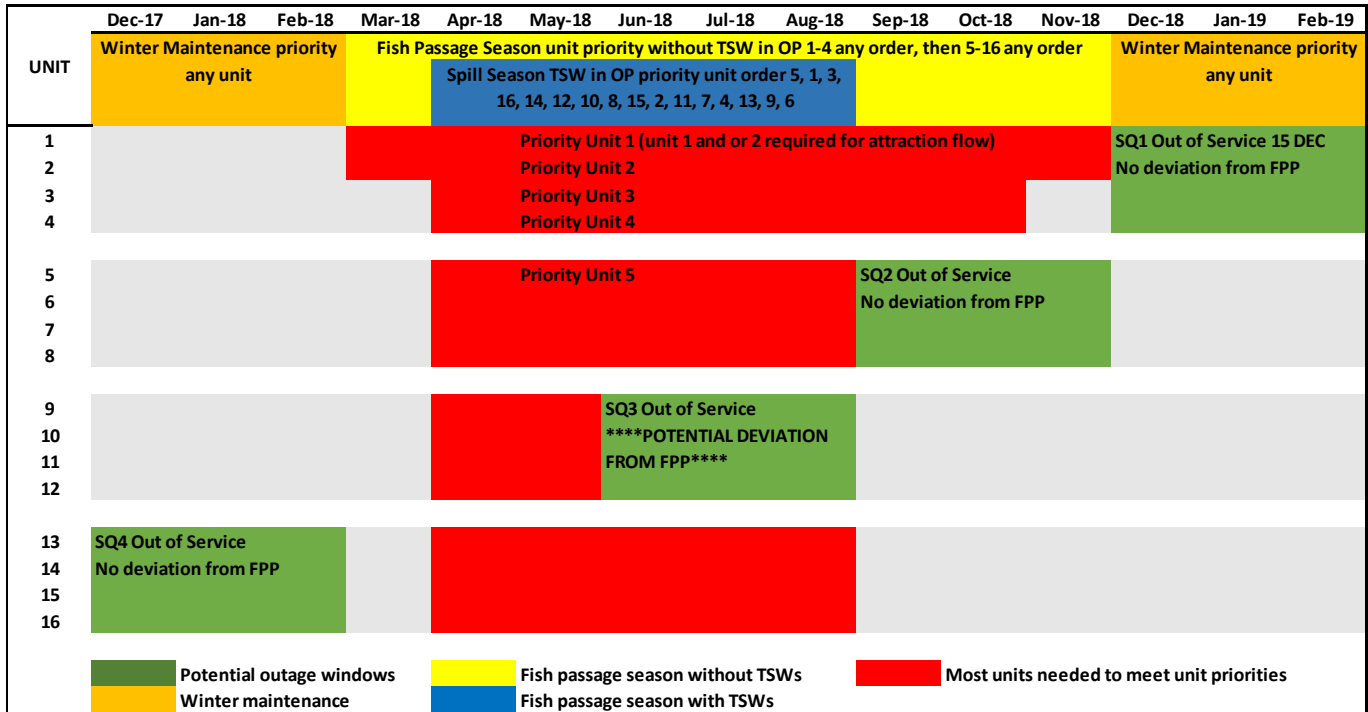 Dec-17 Jan-18 Feb-18 Mar-18 Apr-18 May-18 Jun-18 Jul-18 Aug-18 Sep-18 Oct-18 Nov-18 Dec-18 Jan-19 Feb-19
UNIT
Winter Maintenance priority
any unit
Fish Passage Season unit priority without TSW in OP 1-4 any order, then 5-16 any order
Spill Season TSW in OP priority unit order 5, 1, 3,
16, 14, 12, 10, 8, 15, 2, 11, 7, 4, 13, 9, 6
Winter Maintenance priority
any unit
1 Priority Unit 1 (unit 1 and or 2 required for attraction flow) SQ1 Out of Service 15 DEC
2 Priority Unit 2 No deviation from FPP
3 Priority Unit 3
4 Priority Unit 4
5 Priority Unit 5 SQ2 Out of Service
6 No deviation from FPP
7
8
9 SQ3 Out of Service
10 ****POTENTIAL DEVIATION
11 FROM FPP****
12
13 SQ4 Out of Service
14 No deviation from FPP
15
16
Potential outage windows Fish passage season without TSWs Most units needed to meet unit priorities
Winter maintenance Fish passage season with TSWs